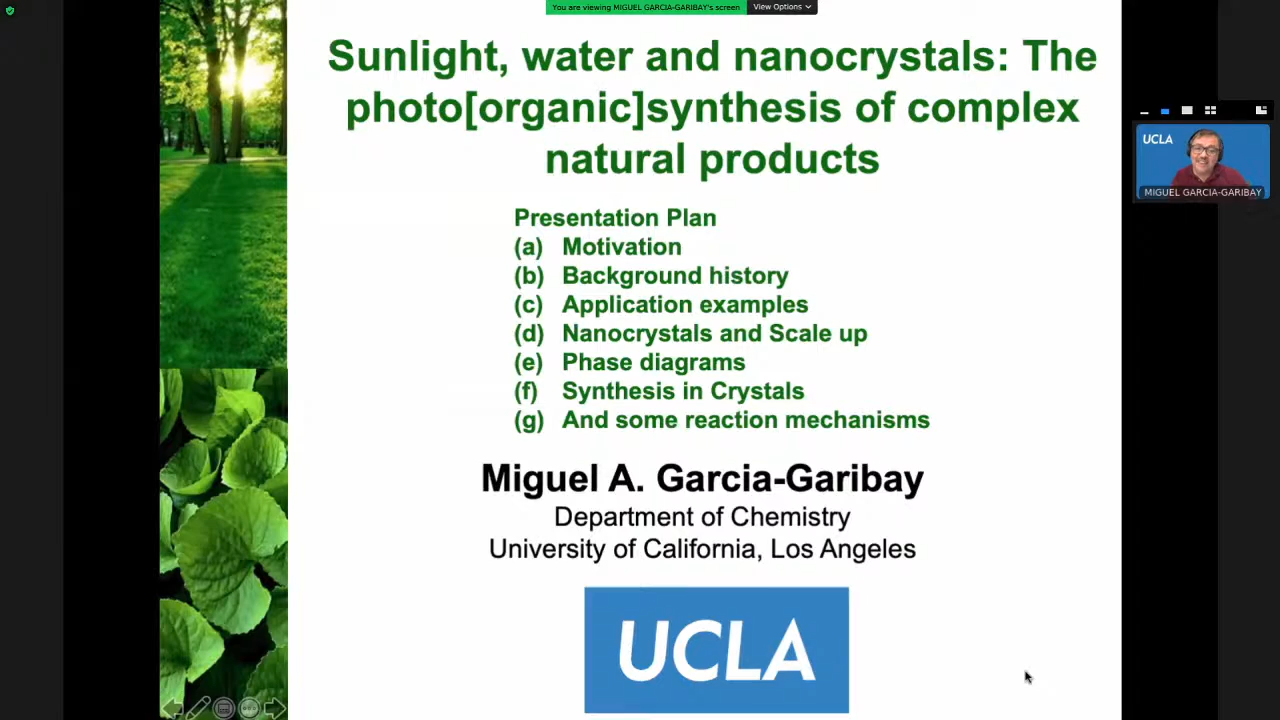 You are viewing MIGUEL GARCIA-GARIBAY's screen
View Options
Sunlight, water and nanocrystals: The
photo[organic]synthesis of complex
natural products
UCLA
MIGUEL GARCIA-GARIBAY
Presentation Plan
(a) Motivation
(b) Background history
(c) Application examples
(d) Nanocrystals and Scale up
(e) Phase diagrams
(f) Synthesis in Crystals
(g) And some reaction mechanisms
Miguel A. Garcia-Garibay
Department of Chemistry
University of California, Los Angeles
UCLA